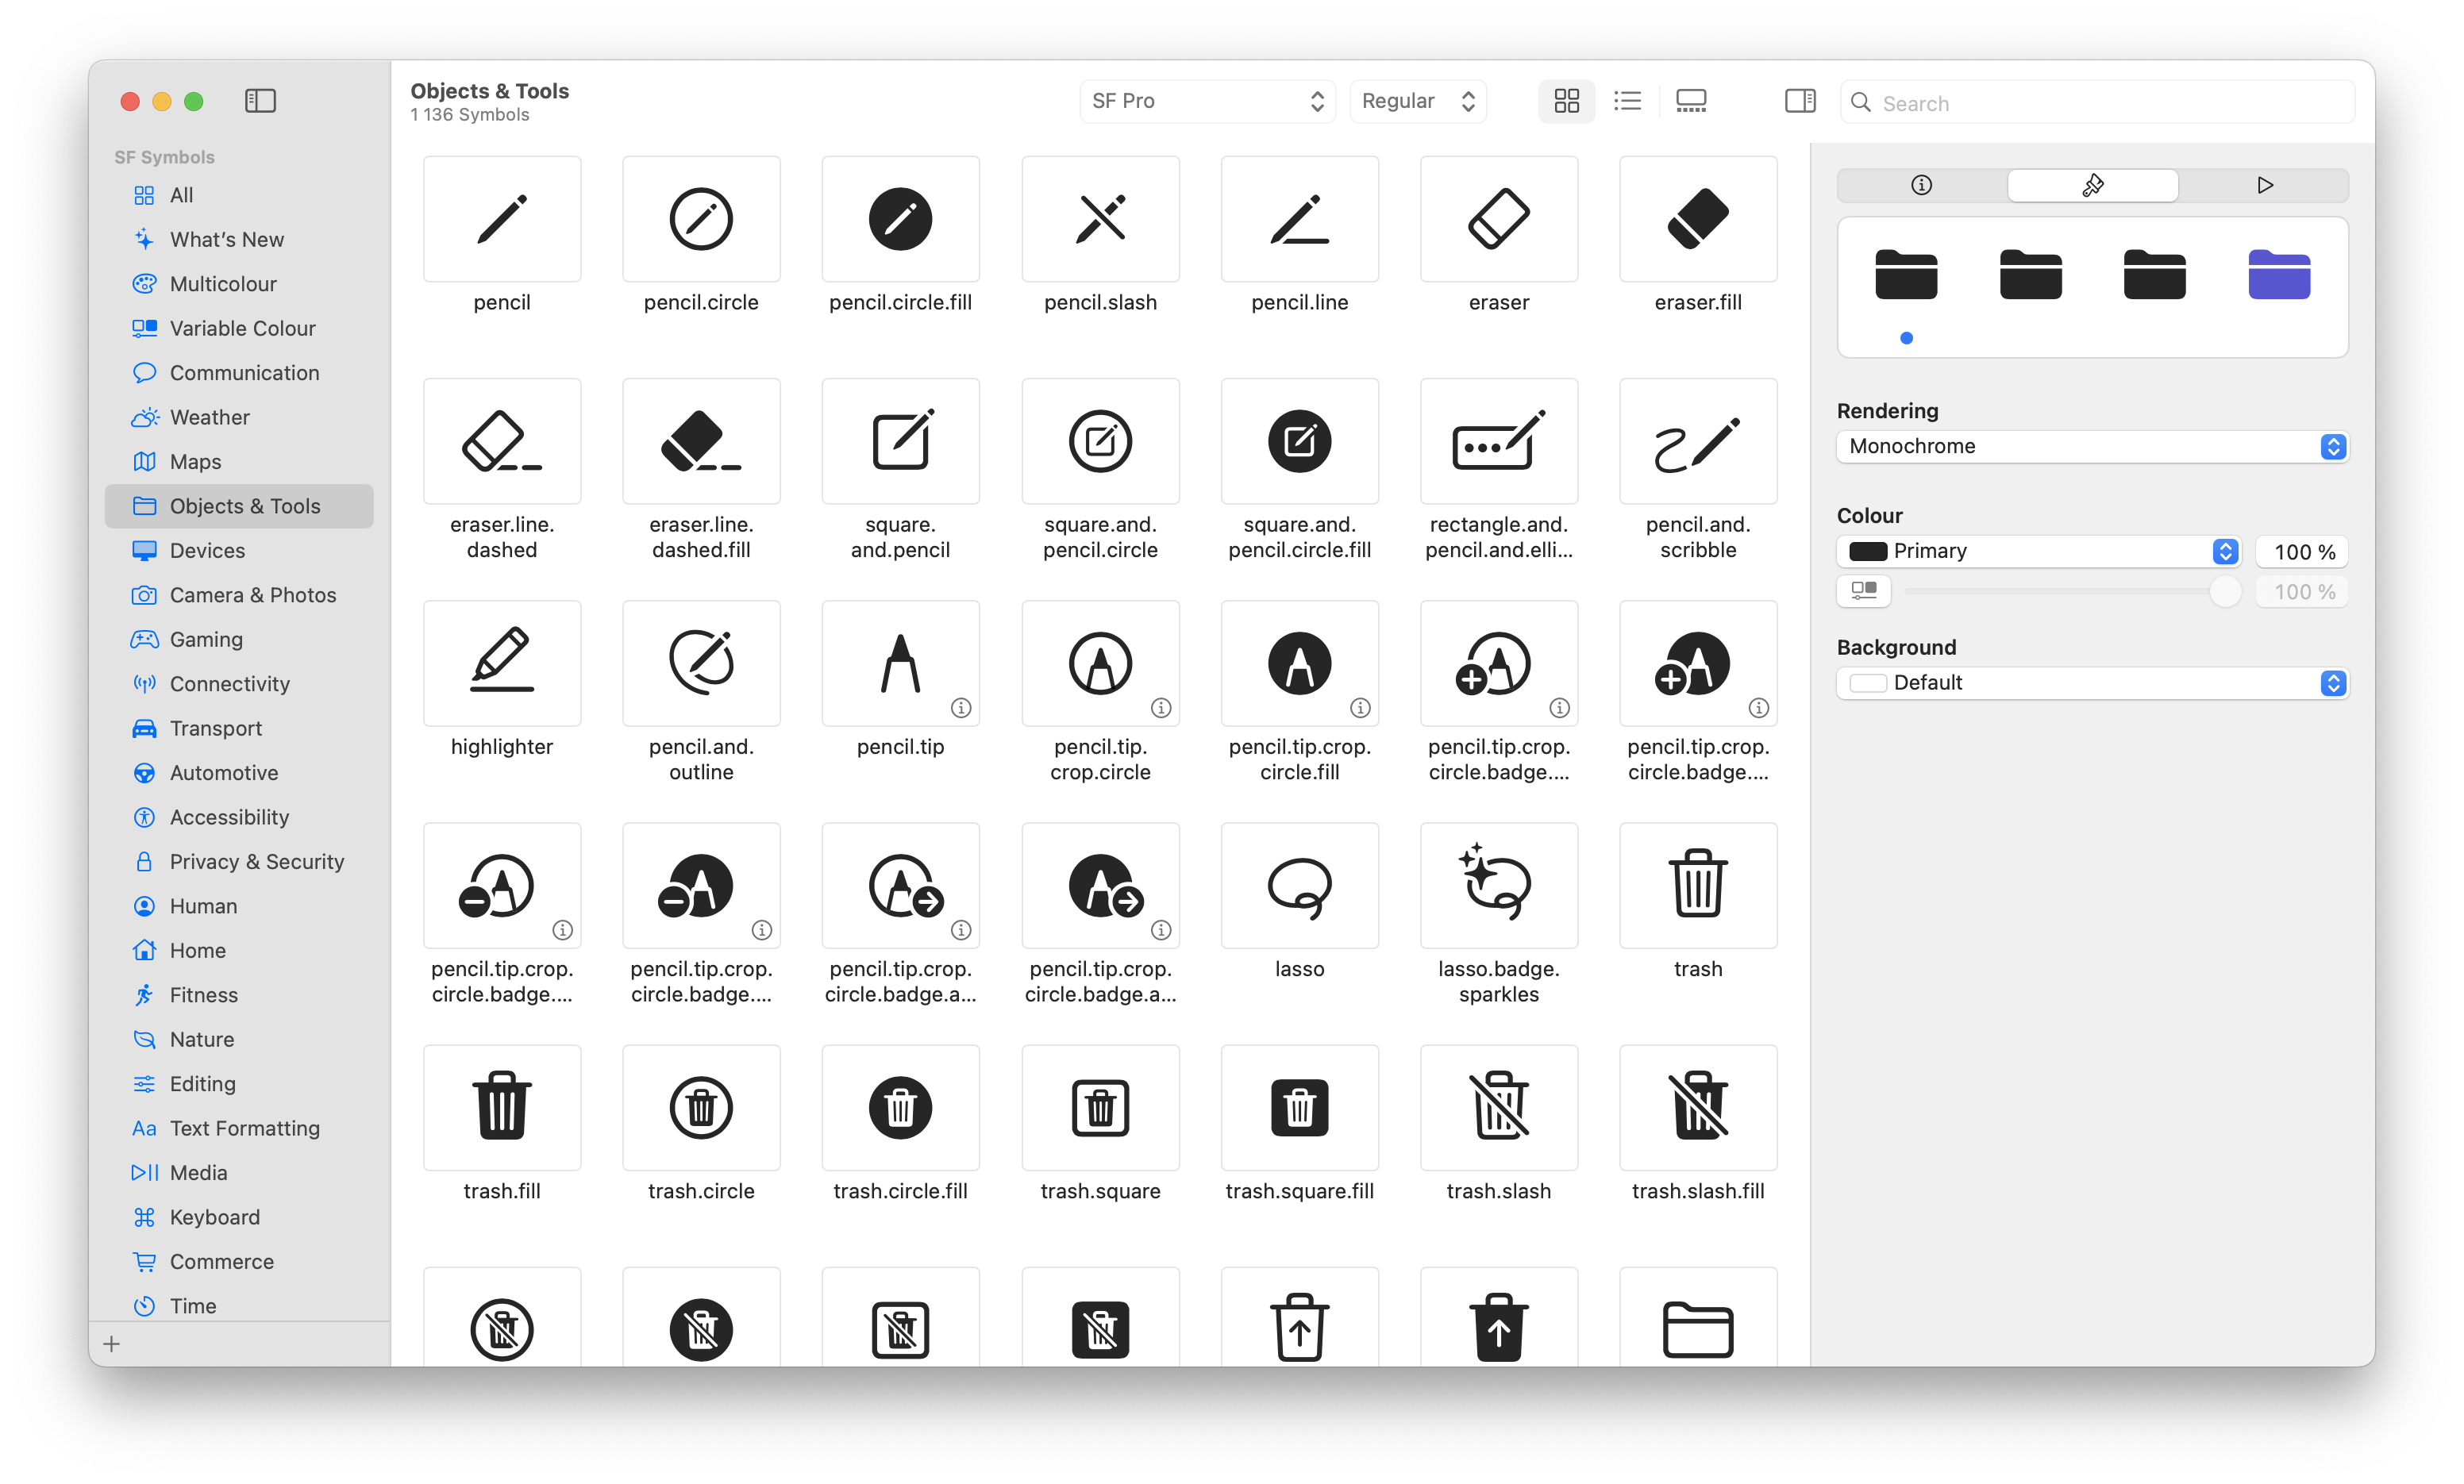 Objects & Tools
1 136 Symbols
SF Pro
Regular
Search
SF Symbols
All
What's New
Multicolour
Variable Colour
Communication
Weather
Maps
Objects & Tools
Devices
Camera & Photos
Gaming
Connectivity
Transport
Automotive
Accessibility
Privacy & Security
Human
Home
Fitness
Nature
Editing
Aa Text Formatting
Media
Keyboard
Commerce
Time
pencil
pencil.circle
pencil.circle.fill
pencil.slash
pencil.line
eraser
eraser.fill
eraser.line.
dashed
eraser.line.
dashed.fill
square.
and.pencil
square.and.
pencil.circle
square.and.
pencil.circle.fill
rectangle.and.
pencil.and.elli...
pencil.and.
scribble
highlighter
pencil.and.
outline
pencil.tip
pencil.tip.
crop.circle
pencil.tip.crop.
circle.fill
pencil.tip.crop.
circle.badge....
pencil.tip.crop.
circle.badge....
pencil.tip.crop.
circle.badge....
pencil.tip.crop.
circle.badge....
pencil.tip.crop.
circle.badge.a...
pencil.tip.crop.
circle.badge.a...
lasso
lasso.badge.
sparkles
trash
trash.fill
trash.circle
trash.circle.fill
trash.square
trash.square.fill
trash.slash
trash.slash.fill
Rendering
Monochrome
Colour
Primary
100 %
100 %
Background
Default